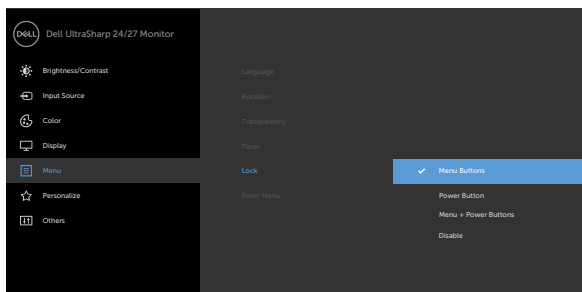 DELL Dell UltraSharp 24/27 Monitor
Brightness/Contrast
Input Source
Color
Display
Menu
Personalize
Others
Language
Rotation
Transparency
Timer
Lock
Reset Menu
Menu Buttons
Power Button
Menu + Power Buttons
Disable